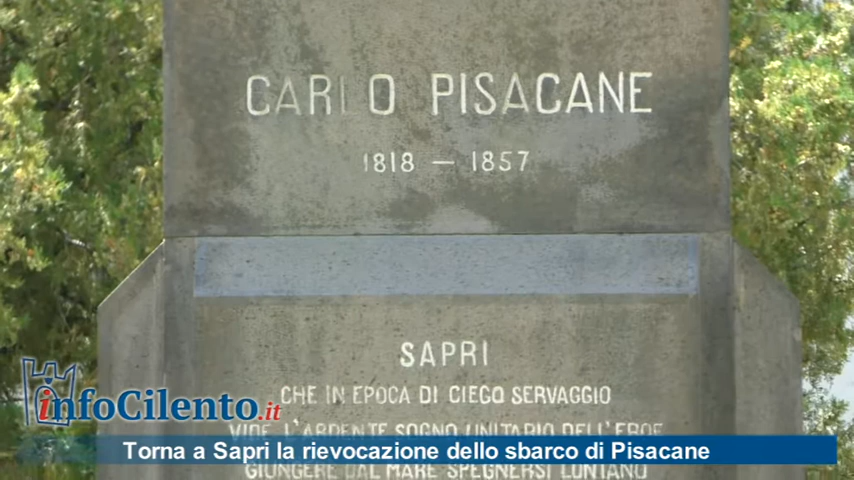 CARLO PISACANE
1818 – 1857
SAPRI
CHE IN EPOCA DI CIECO SERVAGGIO
VIDE L'ARDENTE SOGNO UNITARIO DELL'EROE
GIUNGERE DAL MARE SPEGNERSI LONTANO
infoCilento.it
Torna a Sapri la rievocazione dello sbarco di Pisacane